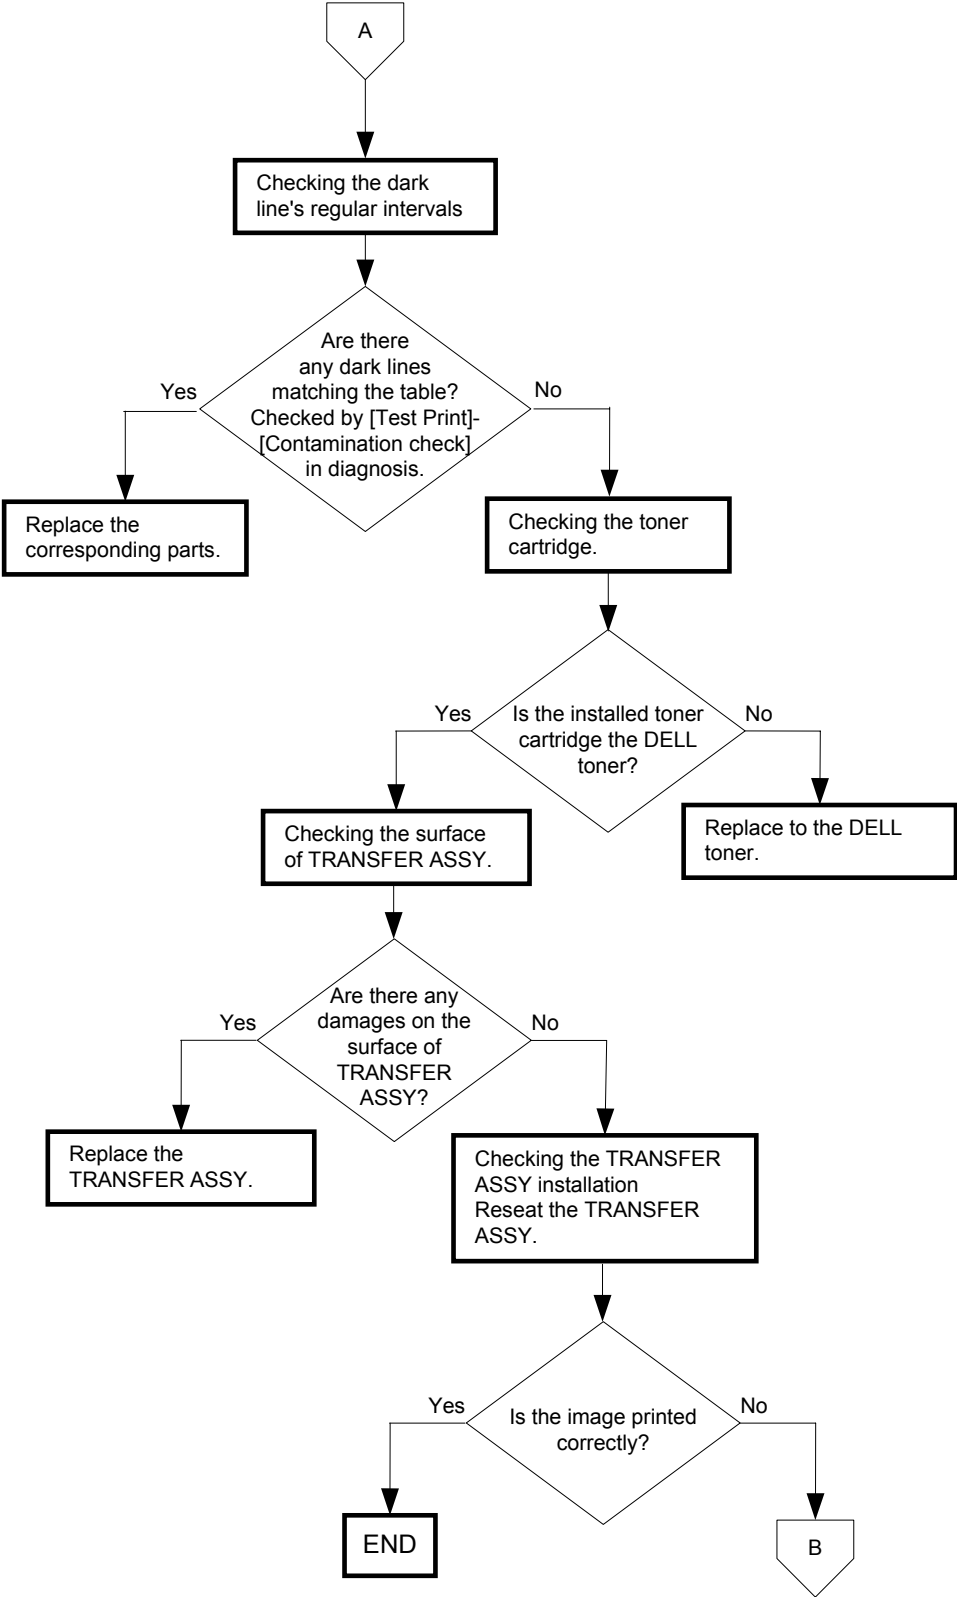 A
Checking the dark
line's regular intervals
Are there
any dark lines
matching the table?
Checked by [Test Print]-
[Contamination check]
in diagnosis.
Yes
No
Replace the
corresponding parts.
Checking the toner
cartridge.
Yes
Is the installed toner
cartridge the DELL
toner?
No
Checking the surface
of TRANSFER ASSY.
Replace to the DELL
toner.
Yes
Are there any
damages on the
surface of
TRANSFER
ASSY?
No
Replace the
TRANSFER ASSY.
Checking the TRANSFER
ASSY installation
Reseat the TRANSFER
ASSY.
Yes
Is the image printed
correctly?
No
END
B